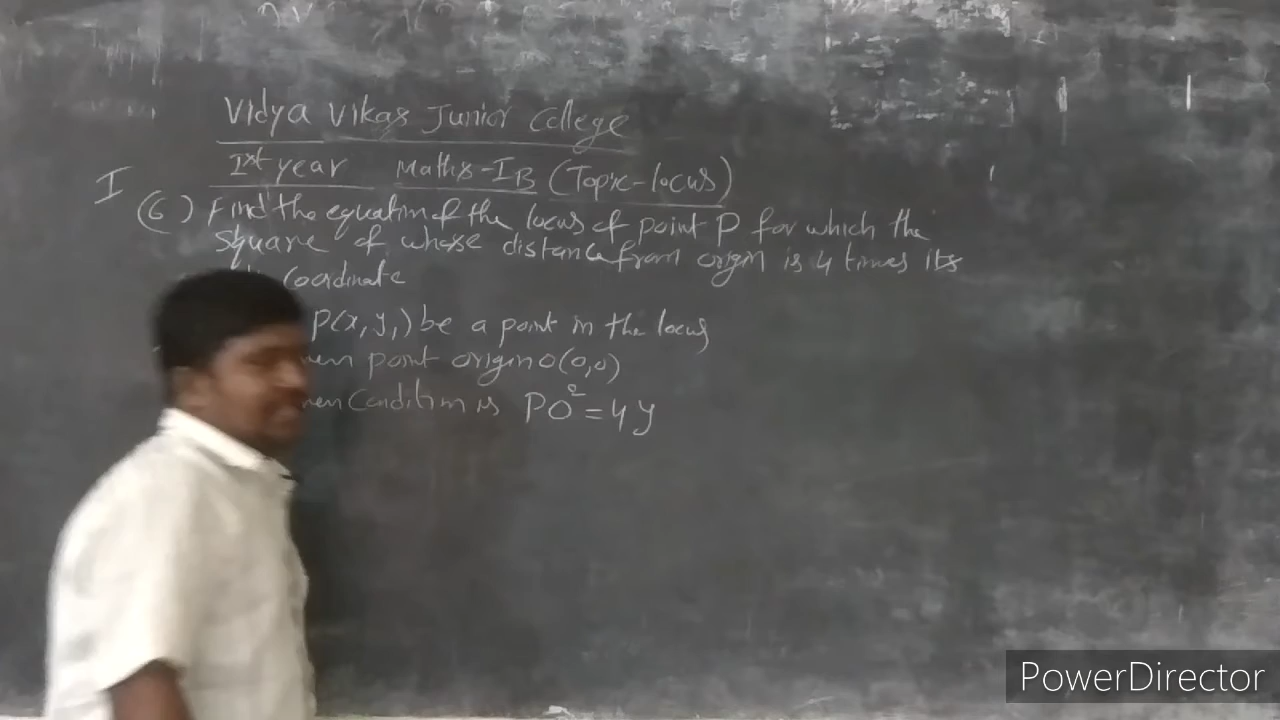 Vidya Vikas Junior College
Ist year Maths-IB (Topic-locus)
I
(6) Find the equation of the locus of point P for which the
square of whose distance from origin is 4 times its
coordinate
P(x, y,) be a point in the locus
point origin O(0,0)
condition is PO²=4y
PowerDirector